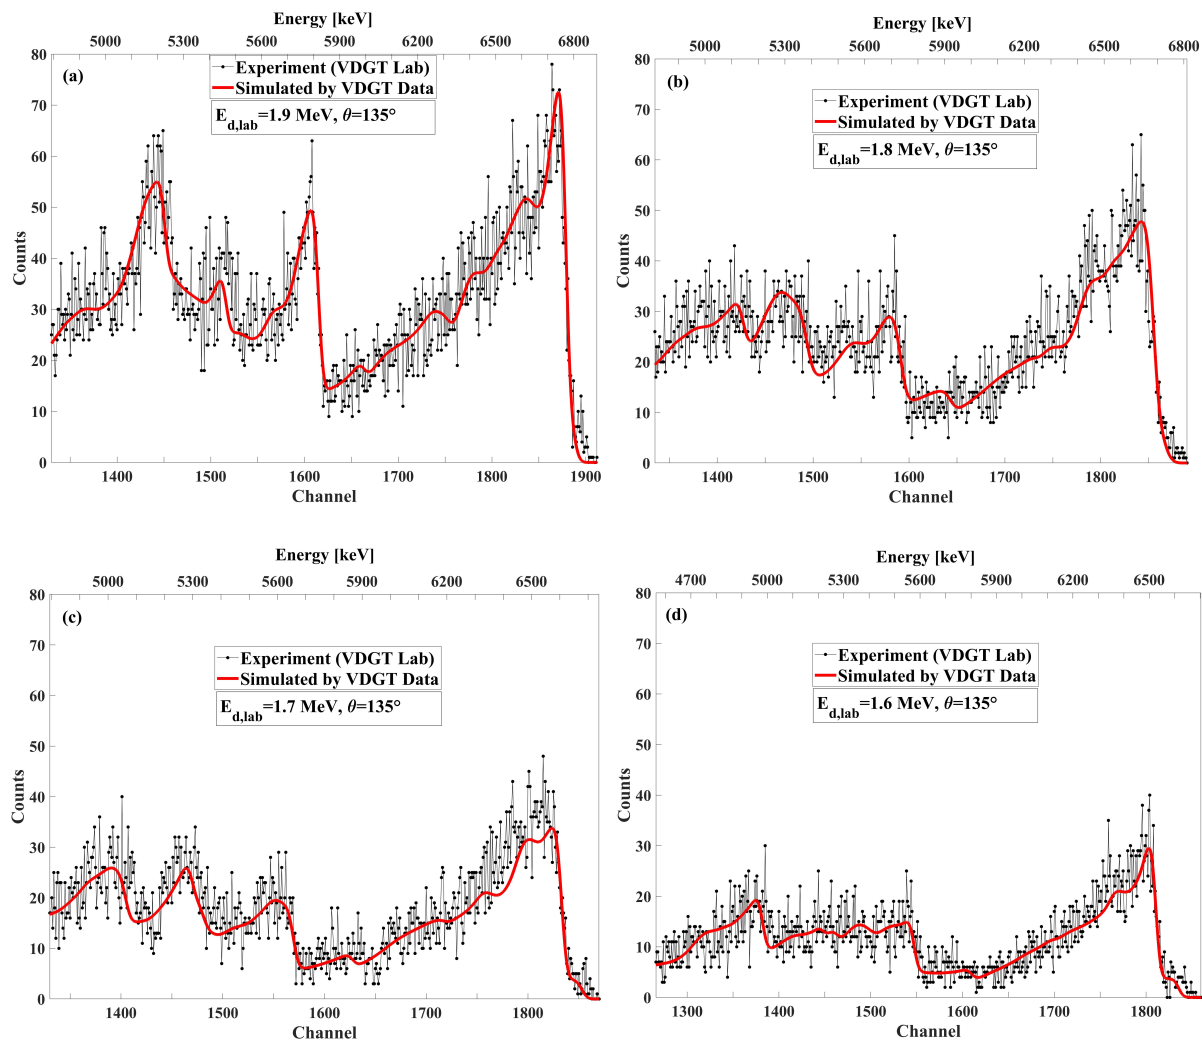 Energy [keV]
5000 5300 5600 5900 6200 6500 6800
(a)
Experiment (VDGT Lab)
Simulated by VDGT Data
E_d,lab=1.9 MeV, θ=135°
80
70
60
50
40
30
20
10
0
Counts
1400 1500 1600 1700 1800 1900
Channel
Energy [keV]
5000 5300 5600 5900 6200 6500 6800
(b)
Experiment (VDGT Lab)
Simulated by VDGT Data
E_d,lab=1.8 MeV, θ=135°
80
70
60
50
40
30
20
10
0
Counts
1400 1500 1600 1700 1800
Channel
Energy [keV]
5000 5300 5600 5900 6200 6500
(c)
Experiment (VDGT Lab)
Simulated by VDGT Data
E_d,lab=1.7 MeV, θ=135°
80
70
60
50
40
30
20
10
0
Counts
1400 1500 1600 1700 1800
Channel
Energy [keV]
4700 5000 5300 5600 5900 6200 6500
(d)
Experiment (VDGT Lab)
Simulated by VDGT Data
E_d,lab=1.6 MeV, θ=135°
80
70
60
50
40
30
20
10
0
Counts
1300 1400 1500 1600 1700 1800
Channel